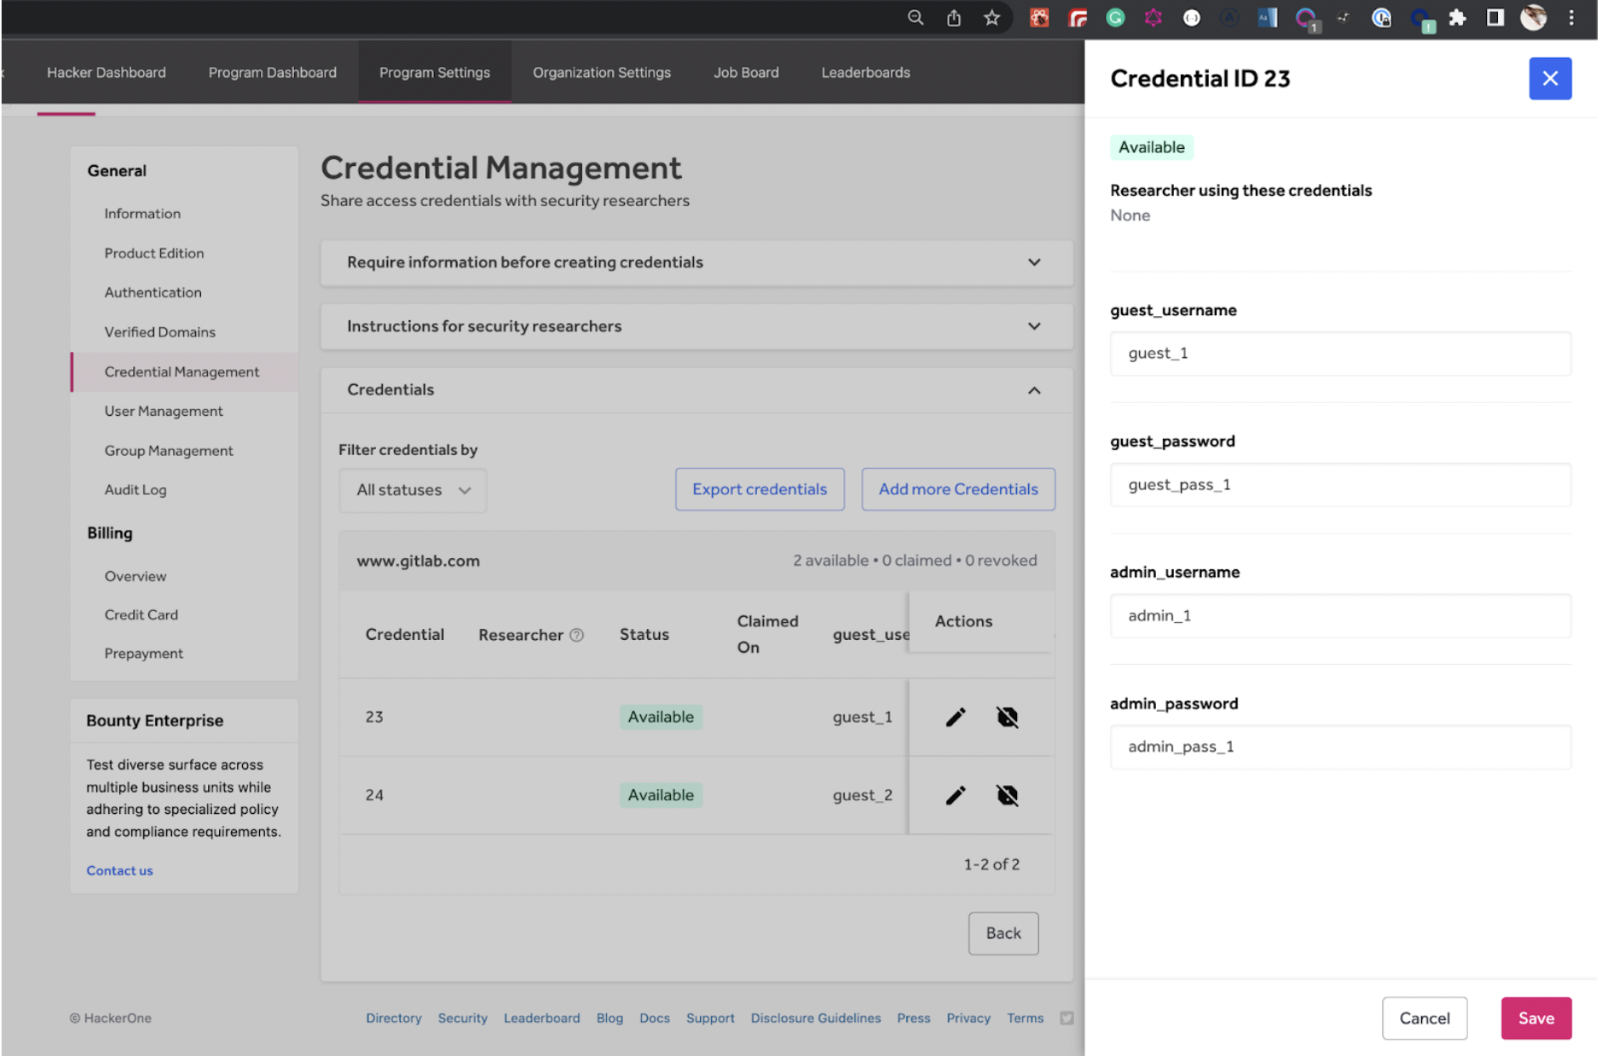 Hacker Dashboard
Program Dashboard
Program Settings
Organization Settings
Job Board
Leaderboards
General
Information
Product Edition
Authentication
Verified Domains
Credential Management
User Management
Group Management
Audit Log
Billing
Overview
Credit Card
Prepayment
Bounty Enterprise
Test diverse surface across
multiple business units while
adhering to specialized policy
and compliance requirements.
Contact us
Credential Management
Share access credentials with security researchers
Require information before creating credentials
Instructions for security researchers
Credentials
Filter credentials by
All statuses
Export credentials
Add more Credentials
www.gitlab.com
2 available • 0 claimed • 0 revoked
Credential
Researcher
Status
Claimed
On
guest_use
Actions
23
Available
guest_1
24
Available
guest_2
1-2 of 2
Back
© HackerOne
Directory
Security
Leaderboard
Blog
Docs
Support
Disclosure Guidelines
Press
Privacy
Terms
Credential ID 23
Available
Researcher using these credentials
None
guest_username
guest_1
guest_password
guest_pass_1
admin_username
admin_1
admin_password
admin_pass_1
Cancel
Save